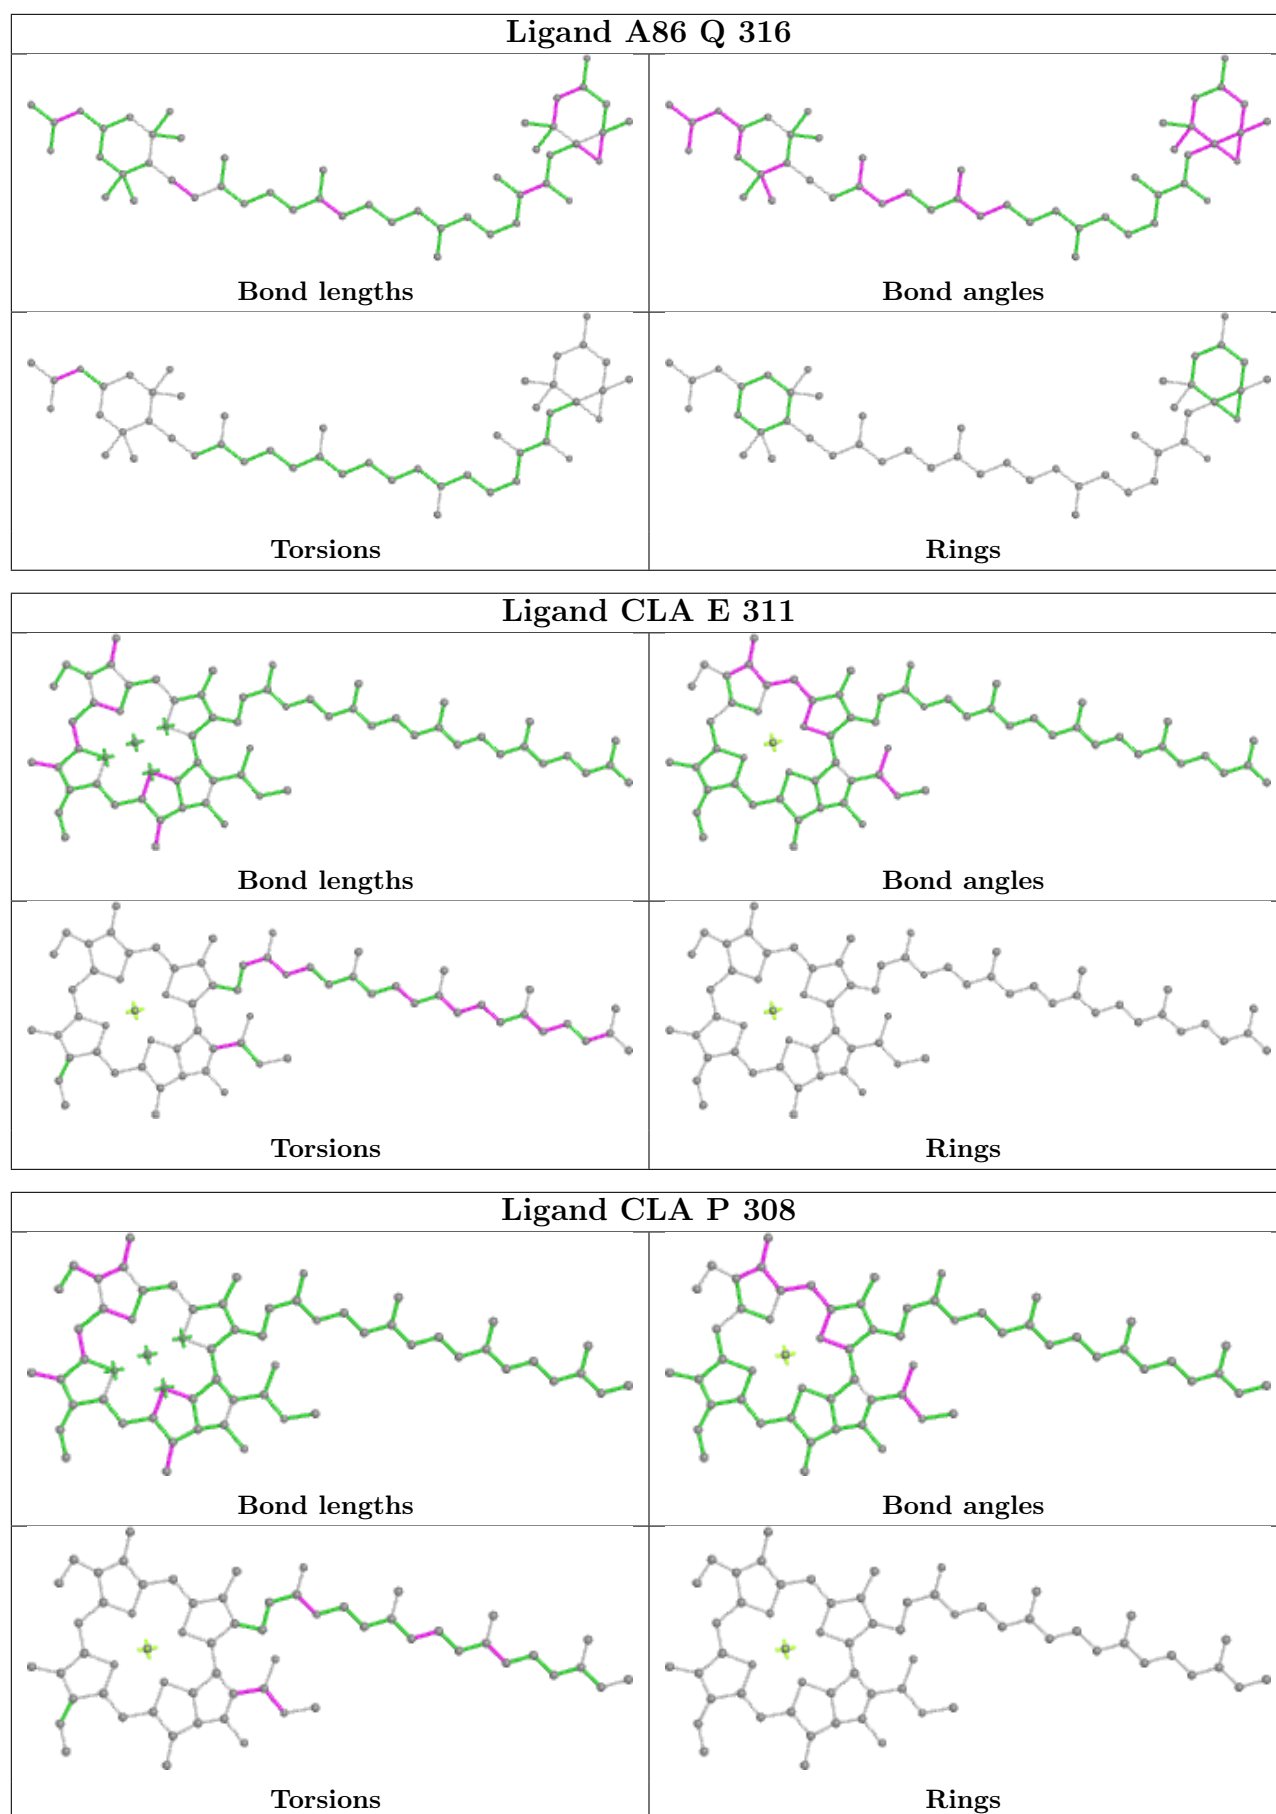 Ligand A86 Q 316
Bond lengths
Bond angles
Torsions
Rings
Ligand CLA E 311
Bond lengths
Bond angles
Torsions
Rings
Ligand CLA P 308
Bond lengths
Bond angles
Torsions
Rings